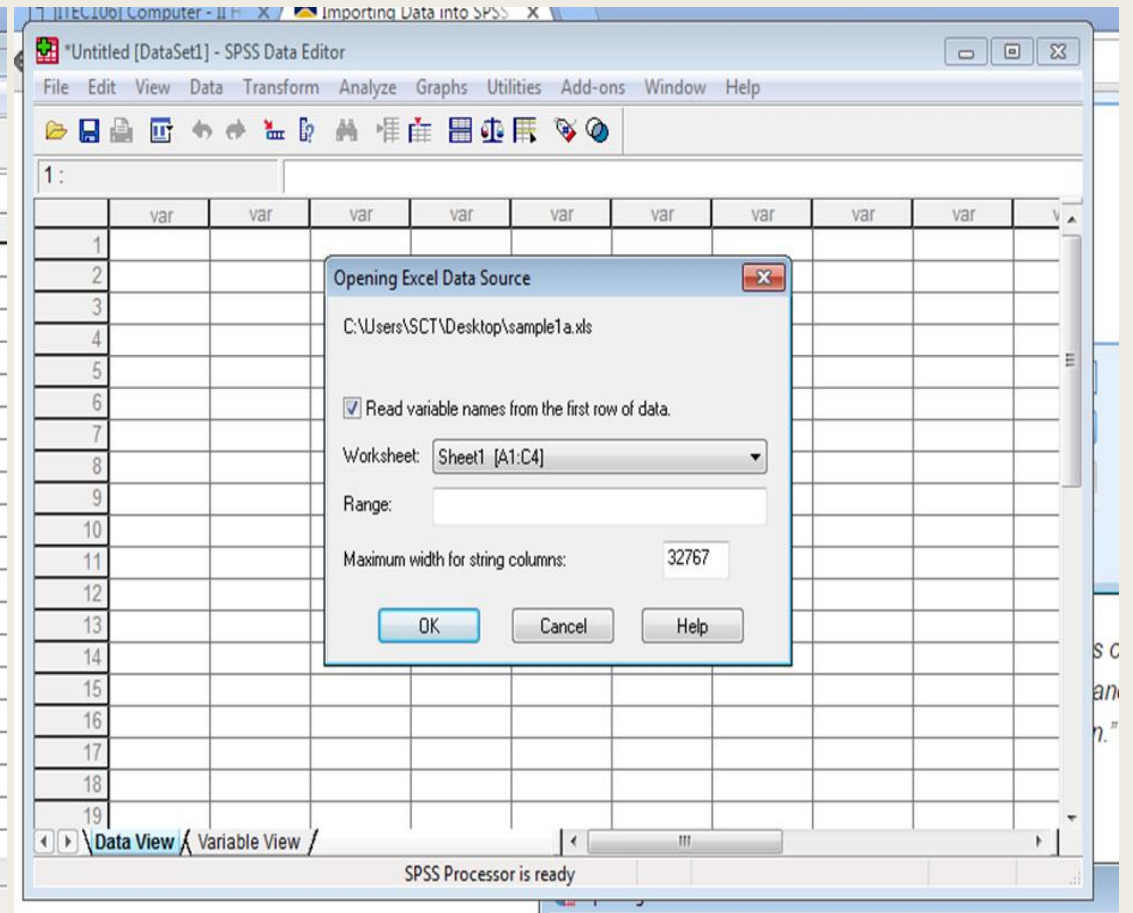 [ITEC106] Computer - II H X Importing Data into SPSS X
*Untitled [DataSet1] - SPSS Data Editor
File Edit View Data Transform Analyze Graphs Utilities Add-ons Window Help
1 :
var var var var var var var var var
1
2
Opening Excel Data Source
3
C:\Users\SCT\Desktop\sample1a.xls
4
5
6
Read variable names from the first row of data.
7
8
Worksheet: Sheet1 [A1:C4]
9
Range:
10
11
Maximum width for string columns: 32767
12
13
OK Cancel Help
14
15
16
17
18
19
Data View Variable View
SPSS Processor is ready
n."